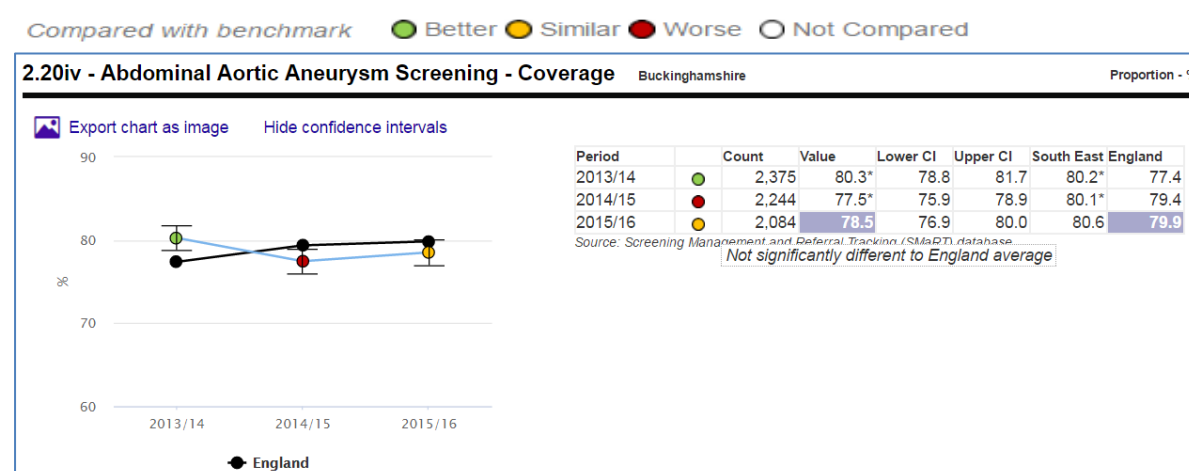 Compared with benchmark Better Similar Worse Not Compared
2.20iv - Abdominal Aortic Aneurysm Screening - Coverage Buckinghamshire Proportion - %
Export chart as image Hide confidence intervals
90
80
70
60
%
2013/14 2014/15 2015/16
England
Period Count Value Lower CI Upper CI South East England
2013/14 2,375 80.3* 78.8 81.7 80.2* 77.4
2014/15 2,244 77.5* 75.9 78.9 80.1* 79.4
2015/16 2,084 78.5 76.9 80.0 80.6 79.9
Source: Screening Management and Referral Tracking (SMaRT) database
Not significantly different to England average